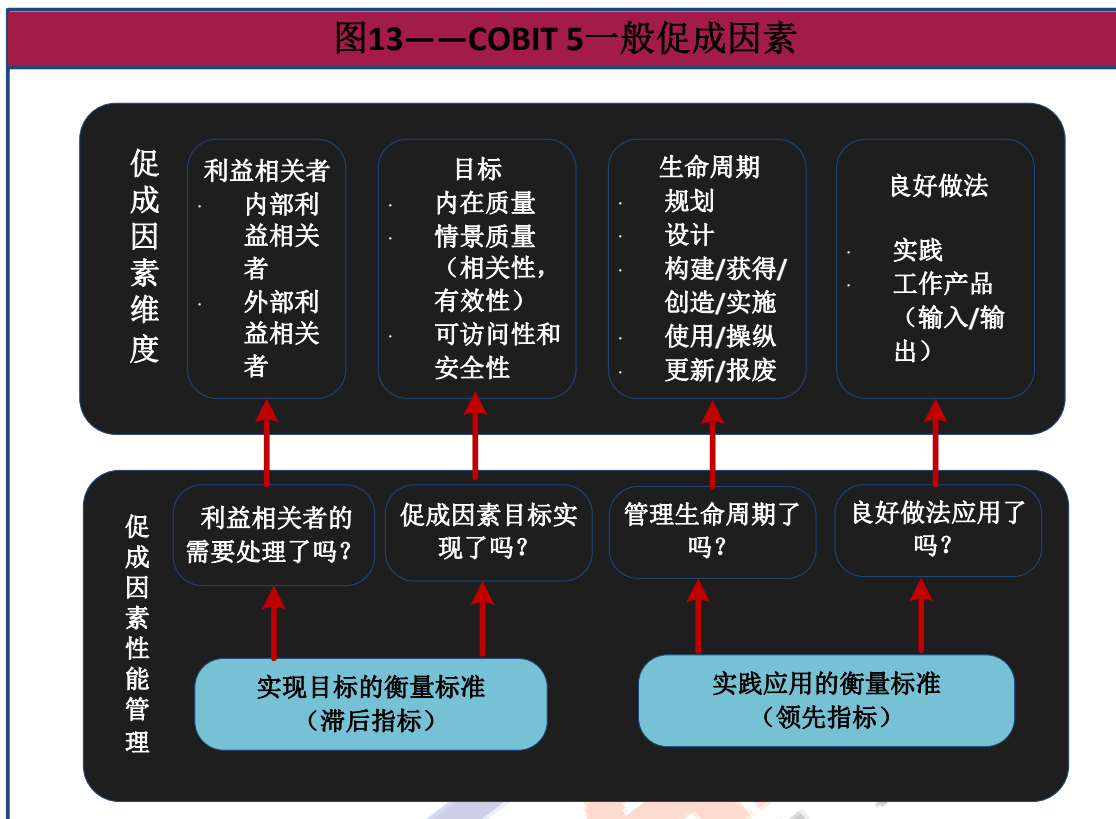 图13——COBIT 5一般促成因素
促成因素维度
利益相关者
· 内部利
益相关
者
· 外部利
益相关
者
目标
· 内在质量
· 情景质量
（相关性，
有效性）
· 可访问性和
安全性
生命周期
· 规划
· 设计
· 构建/获得/
创造/实施
· 使用/操纵
· 更新/报废
良好做法
· 实践
· 工作产品
（输入/输
出）
促成因素性能管理
利益相关者的
需要处理了吗？
促成因素目标实
现了吗？
管理生命周期了
吗？
良好做法应用了
吗？
实现目标的衡量标准
（滞后指标）
实践应用的衡量标准
（领先指标）